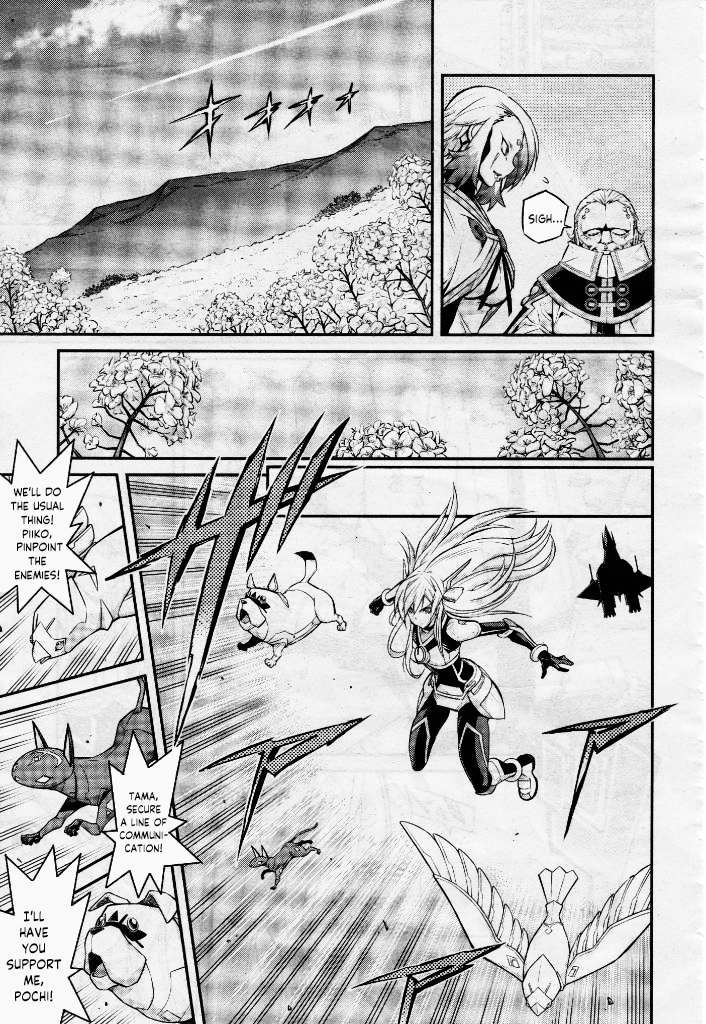 SIGH...
WE'LL DO
THE USUAL
THING!
PIIKO,
PINPOINT
THE
ENEMIES!
TAMA,
SECURE
A LINE OF
COMMUNI-
CATION!
I'LL
HAVE
YOU
SUPPORT
ME,
POCHI!